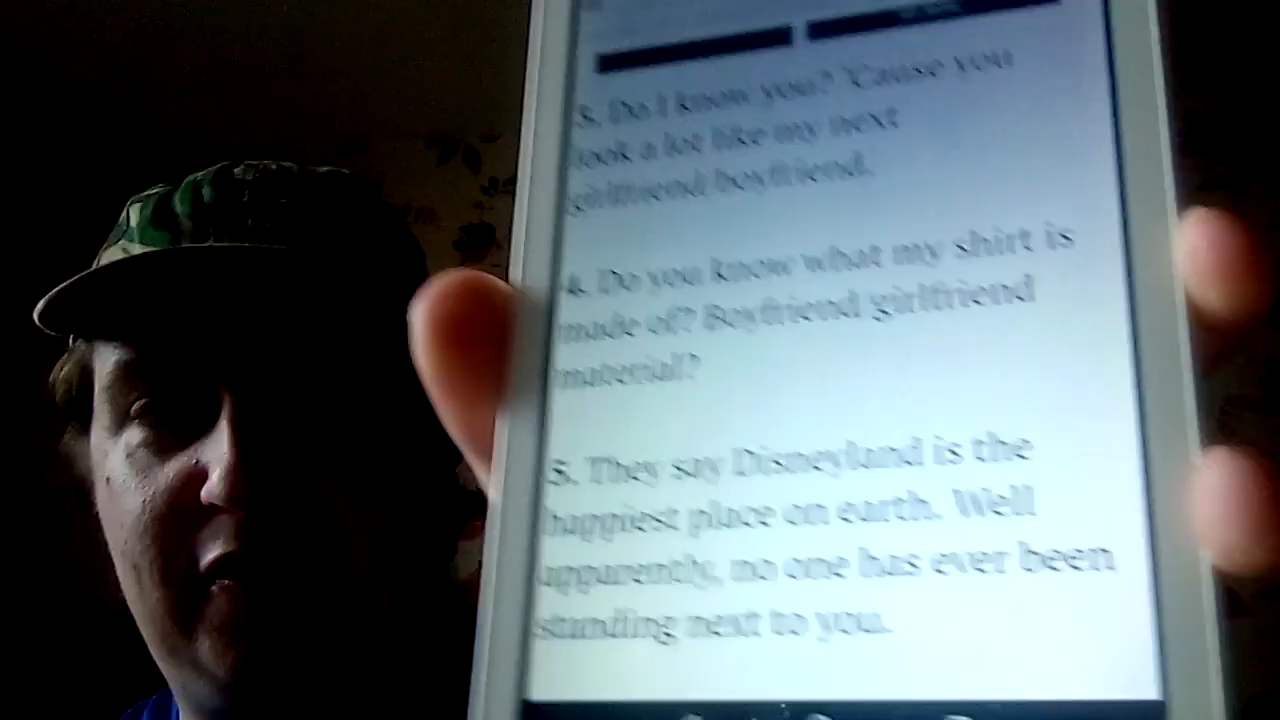 3. Do I know you? 'Cause you
look a lot like my next
girlfriend boyfriend.
4. Do you know what my shirt is
made of? Boyfriend girlfriend
material?
5. They say Disneyland is the
happiest place on earth. Well
apparently, no one has ever been
standing next to you.